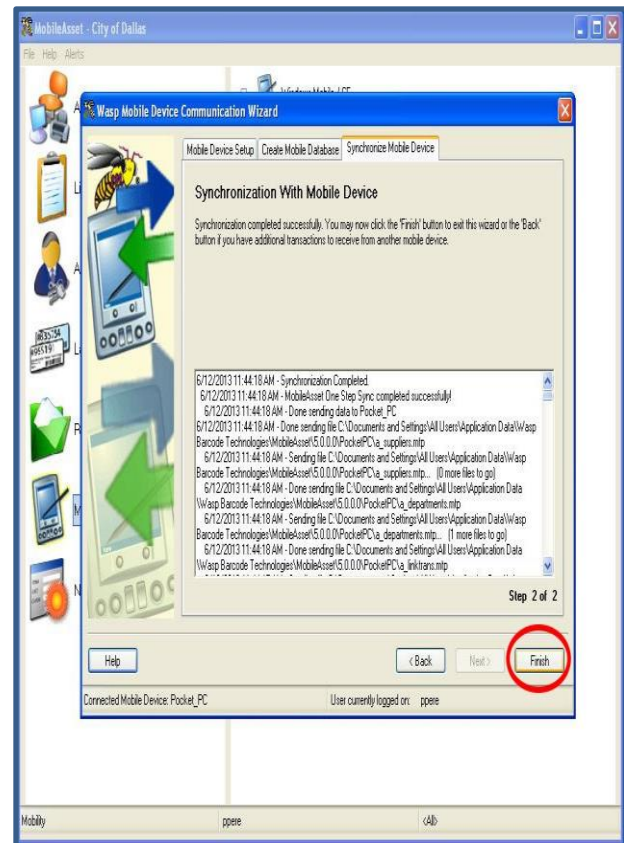 MobileAsset - City of Dallas
File Help Alerts
Wasp Mobile Device Communication Wizard
Mobile Device Setup Create Mobile Database Synchronize Mobile Device
Synchronization With Mobile Device
Synchronization completed successfully. You may now click the 'Finish' button to exit this wizard or the 'Back'
button if you have additional transactions to receive from another mobile device.
6/12/2013 11:44:18 AM - Synchronization Completed.
6/12/2013 11:44:18 AM - MobileAsset One Step Sync completed successfully!
6/12/2013 11:44:18 AM - Done sending data to Pocket_PC
6/12/2013 11:44:18 AM - Done sending file C:\Documents and Settings\All Users\Application Data\Wasp
Barcode Technologies\MobileAsset\5.0.0.0\PocketPC\a_suppliers.mtp
6/12/2013 11:44:18 AM - Sending file C:\Documents and Settings\All Users\Application Data\Wasp
Barcode Technologies\MobileAsset\5.0.0.0\PocketPC\a_suppliers.mtp... (0 more files to go)
6/12/2013 11:44:18 AM - Done sending file C:\Documents and Settings\All Users\Application Data
\Wasp Barcode Technologies\MobileAsset\5.0.0.0\PocketPC\a_departments.mtp
6/12/2013 11:44:18 AM - Sending file C:\Documents and Settings\All Users\Application Data\Wasp
Barcode Technologies\MobileAsset\5.0.0.0\PocketPC\a_departments.mtp... (1 more files to go)
6/12/2013 11:44:18 AM - Done sending file C:\Documents and Settings\All Users\Application Data
\Wasp Barcode Technologies\MobileAsset\5.0.0.0\PocketPC\a_linktrans.mtp
Step 2 of 2
Help < Back Next > Finish
Connected Mobile Device: Pocket_PC User currently logged on: ppere
Mobility ppere <All>